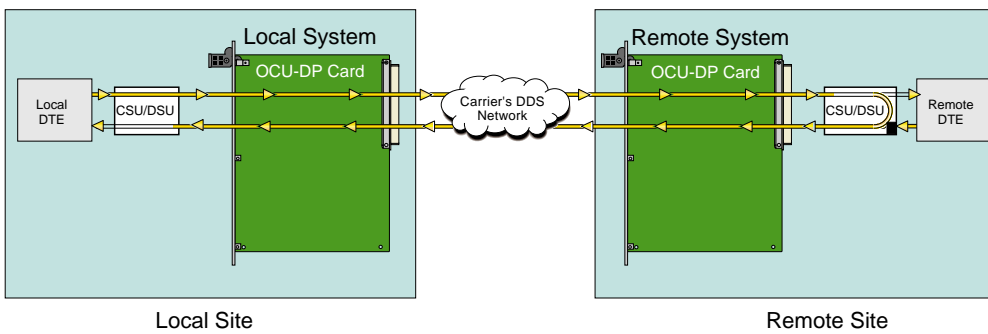 Local System
Remote System
OCU-DP Card
OCU-DP Card
Local
DTE
CSU/DSU
Carrier's DDS
Network
CSU/DSU
Remote
DTE
Local Site
Remote Site